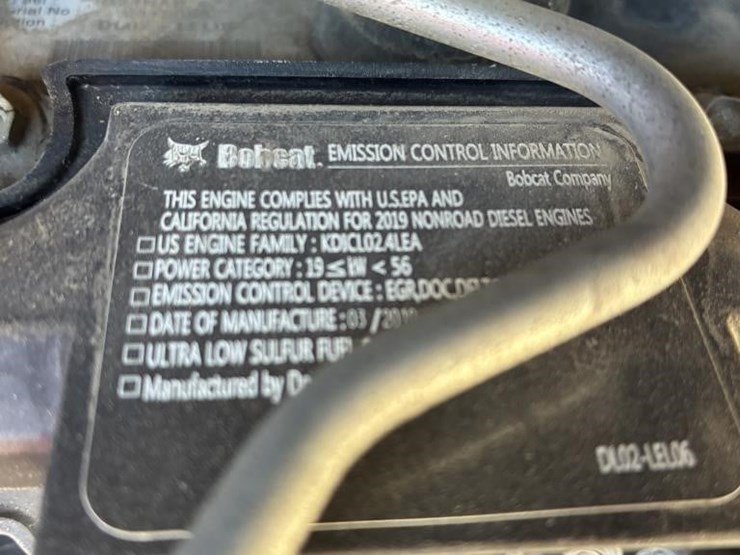 Bobcat. EMISSION CONTROL INFORMATION
Bobcat Company
THIS ENGINE COMPLIES WITH U.S.EPA AND
CALIFORNIA REGULATION FOR 2019 NONROAD DIESEL ENGINES
US ENGINE FAMILY : KDICL02.4LEA
POWER CATEGORY : 19 ≤ kW < 56
EMISSION CONTROL DEVICE : EGR,DOC,
DATE OF MANUFACTURE : 03 /
ULTRA LOW SULFUR FUEL
Manufactured by
DL02-LEL06